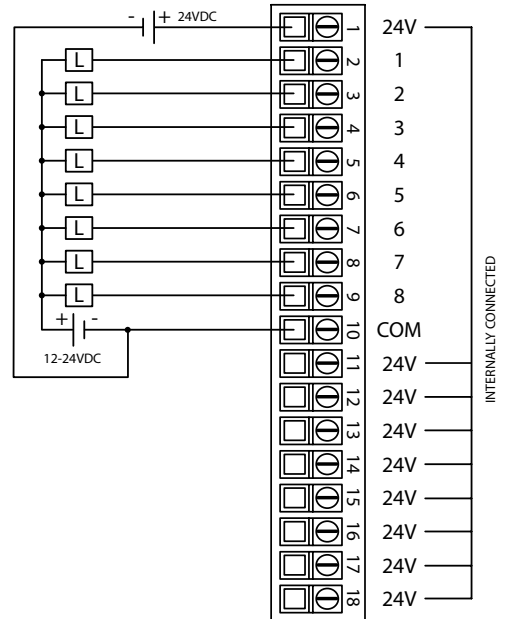 - + 24VDC 1 24V
L 2 1
L 3 2
L 4 3
L 5 4
L 6 5
L 7 6
L 8 7
L 9 8
+ - 10 COM
12-24VDC
11 24V
12 24V
13 24V
14 24V
15 24V
16 24V
17 24V
18 24V
INTERNALLY CONNECTED